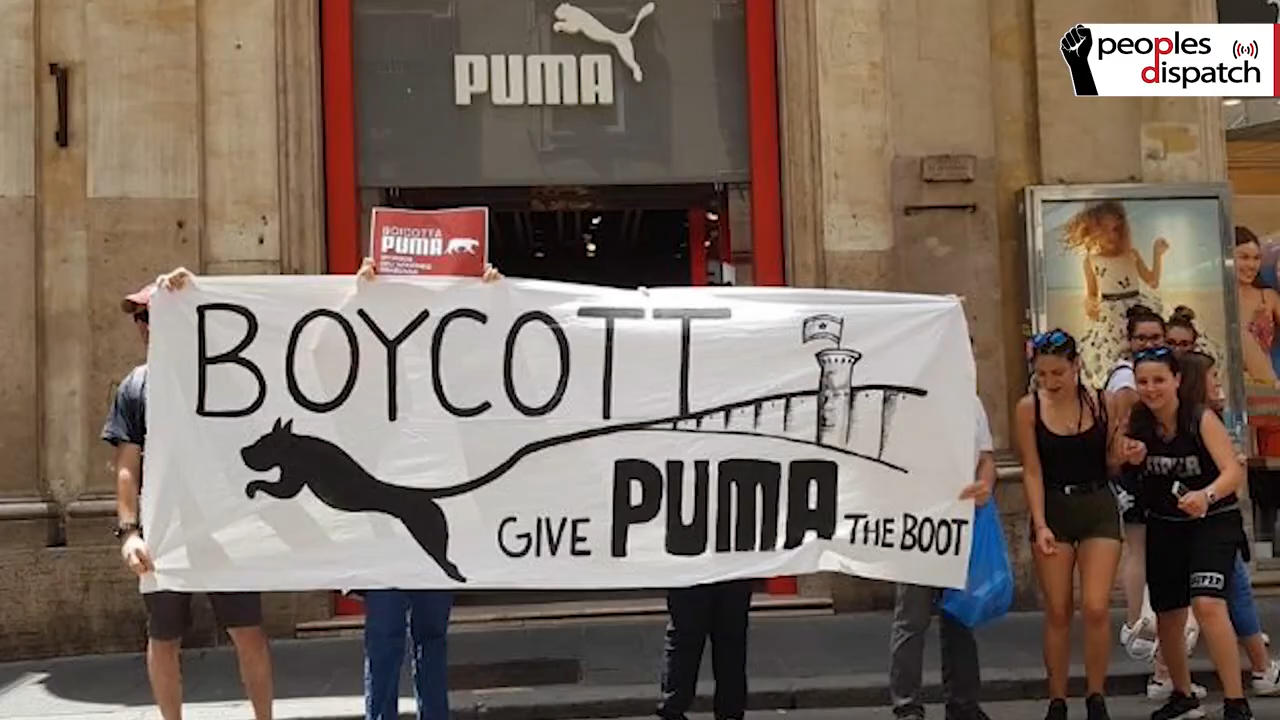 peoples
dispatch
PUMA
BOICOTTA
PUMA
BOYCOTT
GIVE PUMA THE BOOT